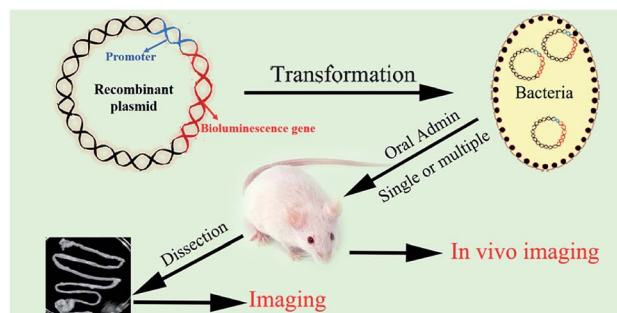 Promoter
Recombinant
plasmid
Bioluminescence gene
Transformation
Bacteria
Oral Admin
Single or multiple
Dissection
In vivo imaging
Imaging